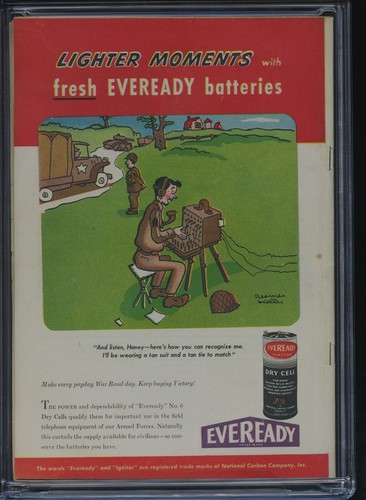 LIGHTER MOMENTS with
fresh EVEREADY batteries
"And listen, Honey—here's how you can recognize me.
I'll be wearing a tan suit and a tan tie to match"
Make every payday War Bond day. Keep buying Victory!
THE POWER and dependability of "Eveready" No. 6
Dry Cells qualify them for important use in the field
telephone equipment of our Armed Forces. Naturally
this curtails the supply available for civilians—so con-
serve the batteries you have.
EVEREADY
DRY CELL
EVEREADY
TRADE-MARK
The words "Eveready" and "Ignitor" are registered trade marks of National Carbon Company, Inc.